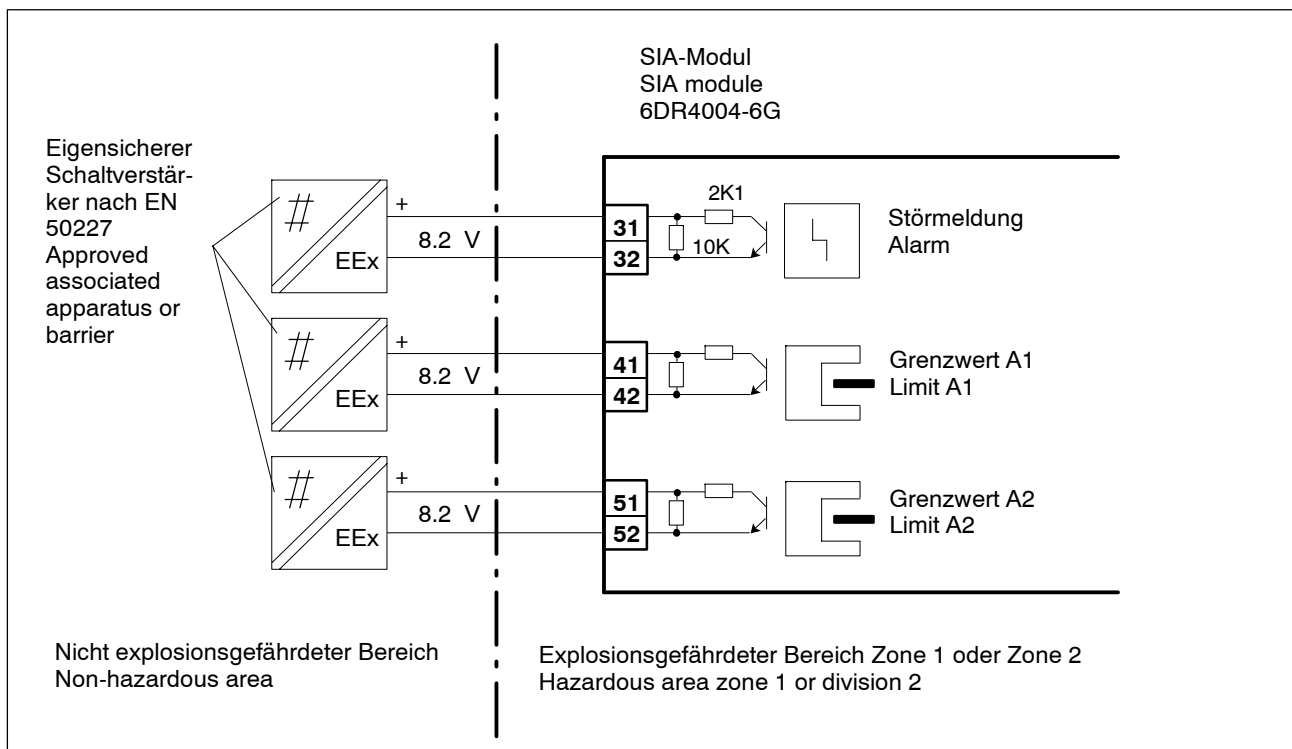 SIA-Modul
SIA module
6DR4004-6G
Eigensicherer
Schaltverstär-
ker nach EN
50227
Approved
associated
apparatus or
barrier
+
8.2 V
EEx
31
32
2K1
10K
Störmeldung
Alarm
+
8.2 V
EEx
41
42
Grenzwert A1
Limit A1
+
8.2 V
EEx
51
52
Grenzwert A2
Limit A2
Nicht explosionsgefährdeter Bereich
Non-hazardous area
Explosionsgefährdeter Bereich Zone 1 oder Zone 2
Hazardous area zone 1 or division 2